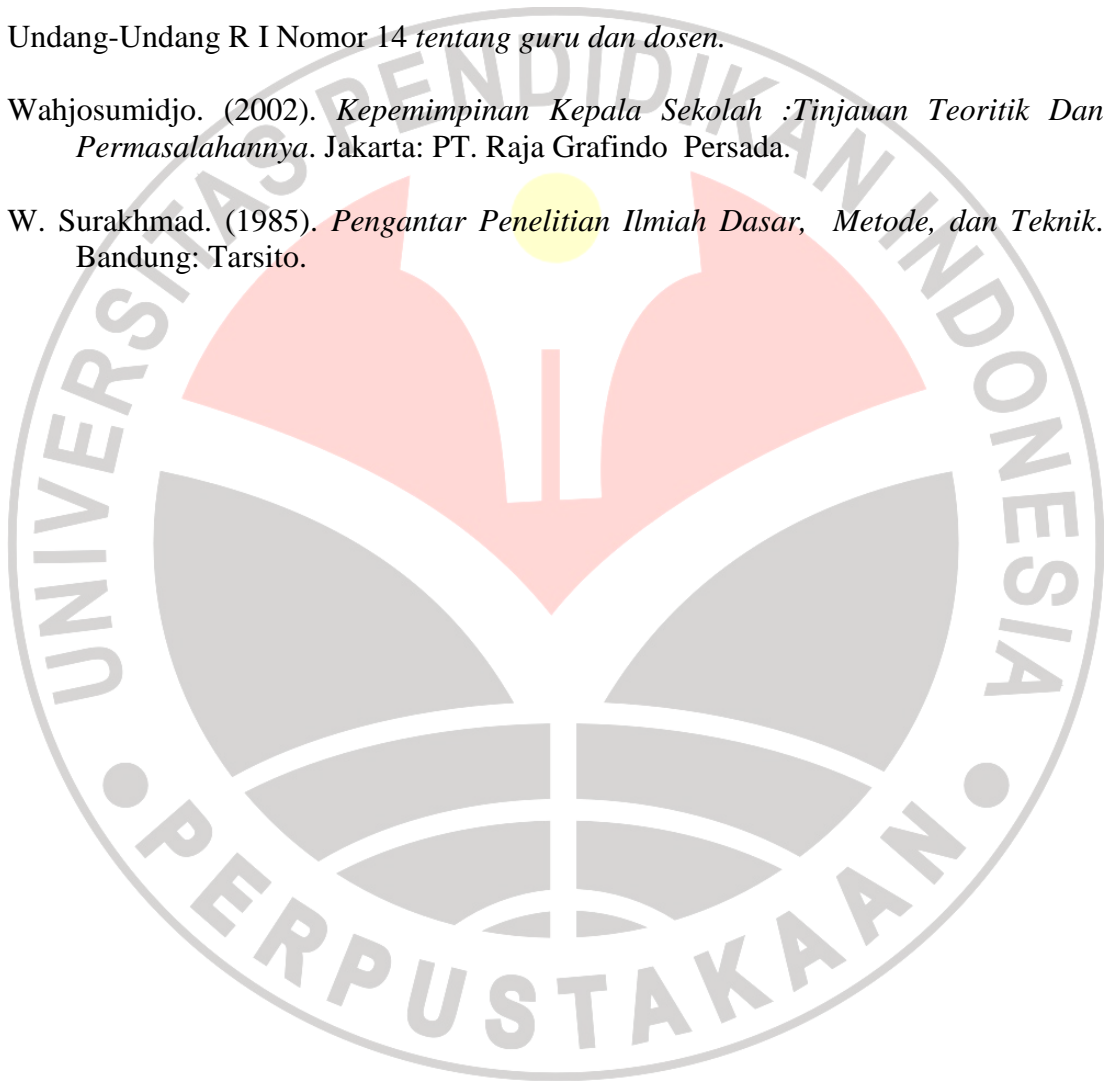 Undang-Undang R I Nomor 14 tentang guru dan dosen.
Wahjosumidjo. (2002). Kepemimpinan Kepala Sekolah :Tinjauan Teoritik Dan
Permasalahannya. Jakarta: PT. Raja Grafindo Persada.
W. Surakhmad. (1985). Pengantar Penelitian Ilmiah Dasar, Metode, dan Teknik.
Bandung: Tarsito.
UNIVERSITAS PENDIDIKAN INDONESIA
PERPUSTAKAAN